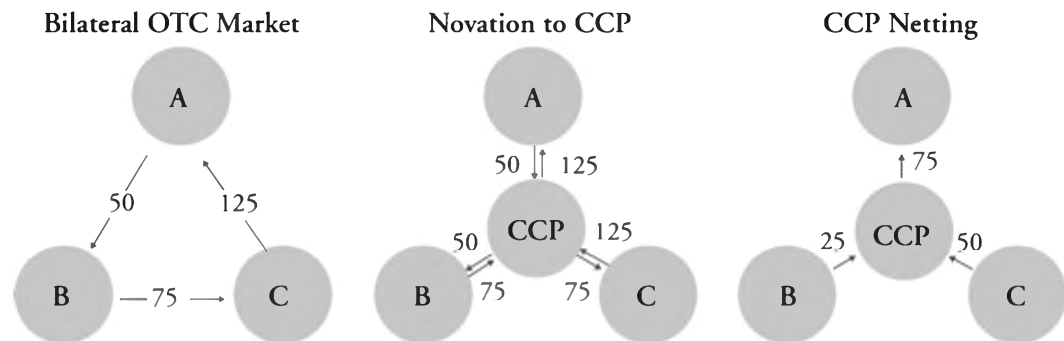 Bilateral OTC Market
A
50
125
B
75
C
Novation to CCP
A
50
125
CCP
50
125
B
75
75
C
CCP Netting
A
75
25
CCP
50
B
C